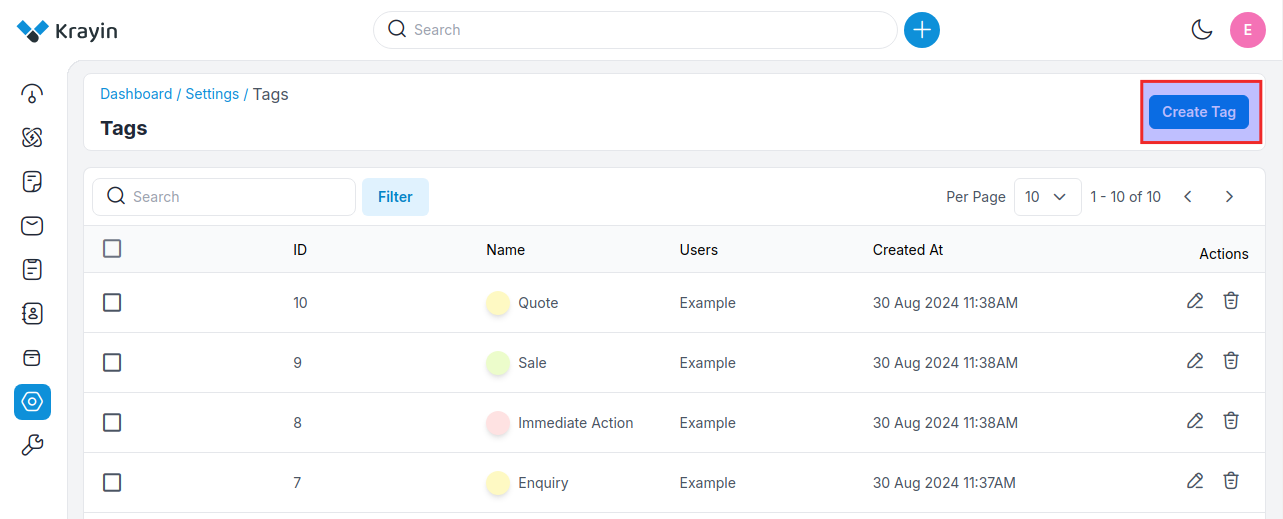 Krayin
Search
E
Dashboard / Settings / Tags
Tags
Create Tag
Search
Filter
Per Page 10 1 - 10 of 10
ID Name Users Created At Actions
10 Quote Example 30 Aug 2024 11:38AM
9 Sale Example 30 Aug 2024 11:38AM
8 Immediate Action Example 30 Aug 2024 11:38AM
7 Enquiry Example 30 Aug 2024 11:37AM